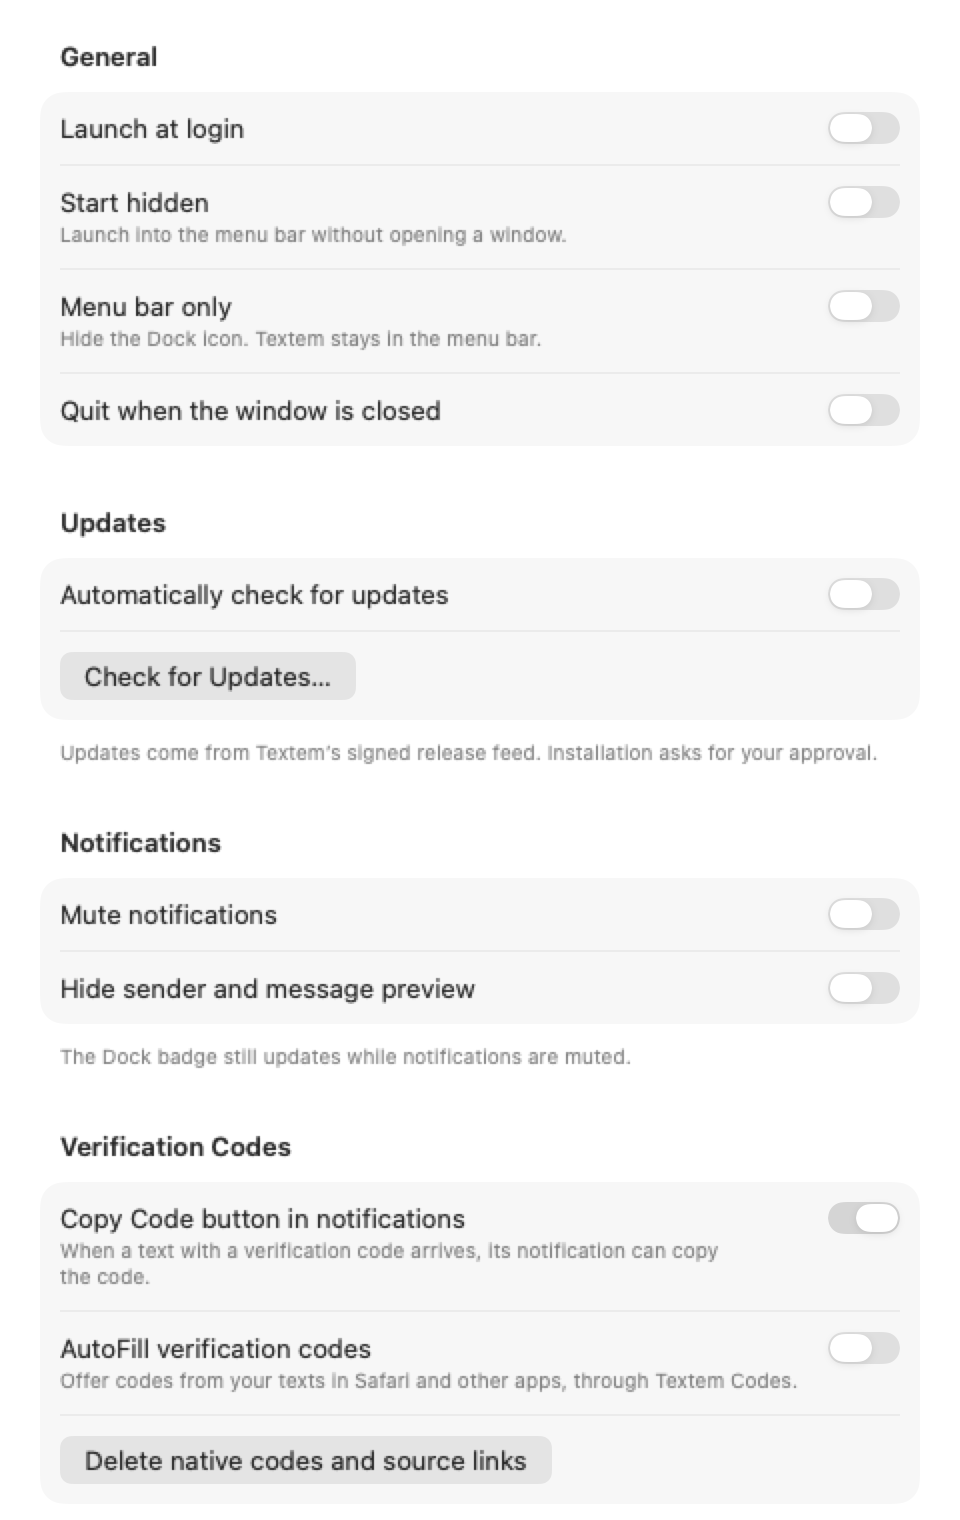 General
Launch at login
Start hidden
Launch into the menu bar without opening a window.
Menu bar only
Hide the Dock icon. Textem stays in the menu bar.
Quit when the window is closed
Updates
Automatically check for updates
Check for Updates...
Updates come from Textem’s signed release feed. Installation asks for your approval.
Notifications
Mute notifications
Hide sender and message preview
The Dock badge still updates while notifications are muted.
Verification Codes
Copy Code button in notifications
When a text with a verification code arrives, its notification can copy
the code.
AutoFill verification codes
Offer codes from your texts in Safari and other apps, through Textem Codes.
Delete native codes and source links